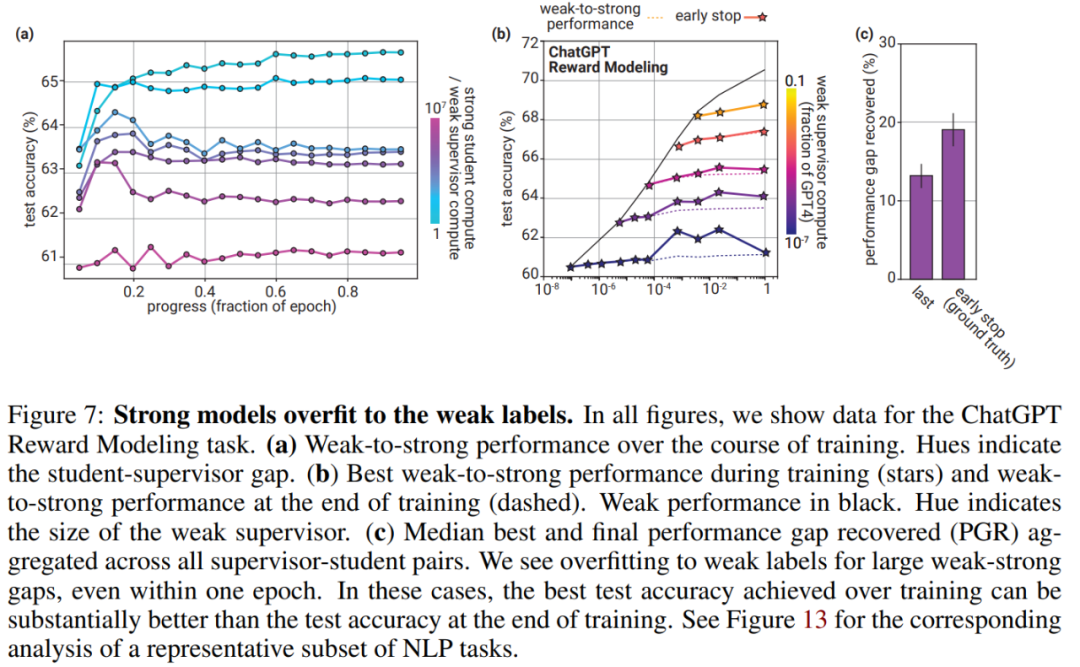 weak-to-strong
performance
early stop
(a)
(b)
(c)
test accuracy (%)
65
64
63
62
61
0.2
0.4
0.6
0.8
progress (fraction of epoch)
10⁷
1
strong student compute
/ weak supervisor compute
ChatGPT
Reward Modeling
test accuracy (%)
72
70
68
66
64
62
60
10⁻⁸
10⁻⁶
10⁻⁴
10⁻²
1
0.1
10⁻⁷
weak supervisor compute
(fraction of GPT4)
performance gap recovered (%)
30
20
10
0
last
early stop
(ground truth)
Figure 7: Strong models overfit to the weak labels. In all figures, we show data for the ChatGPT
Reward Modeling task. (a) Weak-to-strong performance over the course of training. Hues indicate
the student-supervisor gap. (b) Best weak-to-strong performance during training (stars) and weak-
to-strong performance at the end of training (dashed). Weak performance in black. Hue indicates
the size of the weak supervisor. (c) Median best and final performance gap recovered (PGR) ag-
gregated across all supervisor-student pairs. We see overfitting to weak labels for large weak-strong
gaps, even within one epoch. In these cases, the best test accuracy achieved over training can be
substantially better than the test accuracy at the end of training. See Figure 13 for the corresponding
analysis of a representative subset of NLP tasks.